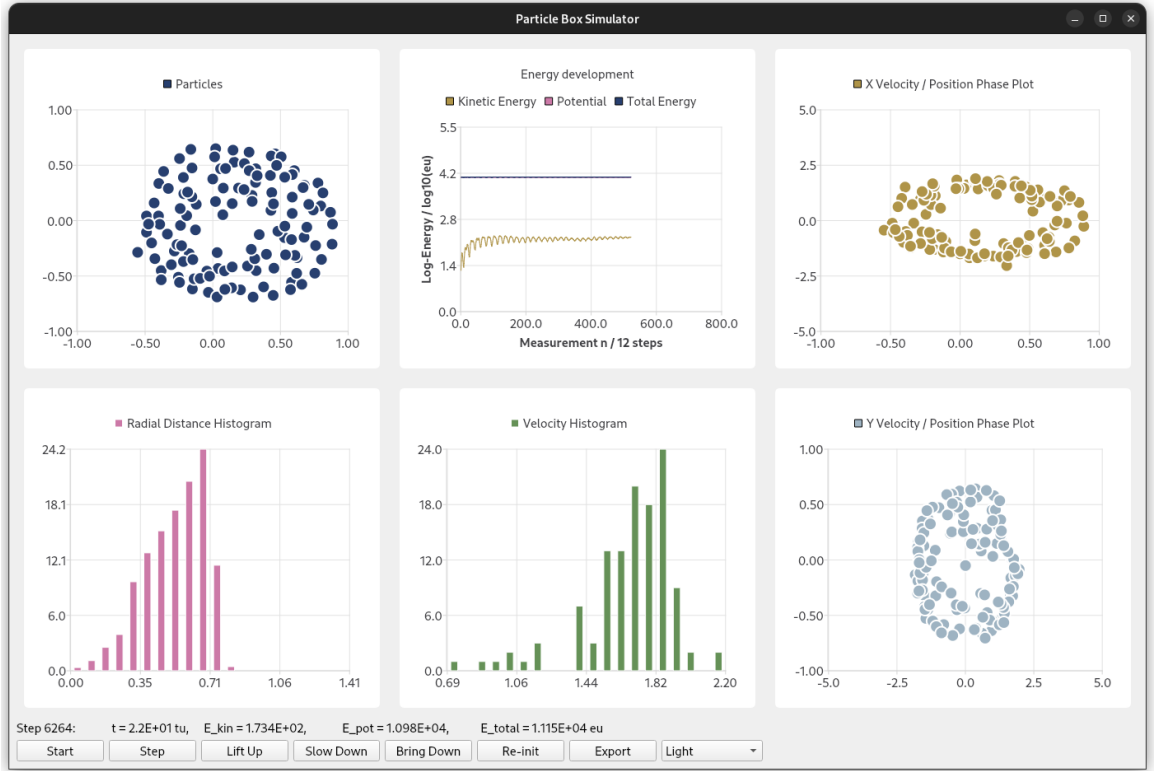 Particle Box Simulator
Particles
1.00
0.50
0.00
-0.50
-1.00
-1.00 -0.50 0.00 0.50 1.00
Energy development
Kinetic Energy Potential Total Energy
Log-Energy / log10(eu)
5.5
4.2
2.8
1.4
0.0
0.0 200.0 400.0 600.0 800.0
Measurement n / 12 steps
X Velocity / Position Phase Plot
5.0
2.5
0.0
-2.5
-5.0
-1.00 -0.50 0.00 0.50 1.00
Radial Distance Histogram
24.2
18.1
12.1
6.0
0.0
0.00 0.35 0.71 1.06 1.41
Velocity Histogram
24.0
18.0
12.0
6.0
0.0
0.69 1.06 1.44 1.82 2.20
Y Velocity / Position Phase Plot
1.00
0.50
0.00
-0.50
-1.00
-5.0 -2.5 0.0 2.5 5.0
Step 6264: t = 2.2E+01 tu, E_kin = 1.734E+02, E_pot = 1.098E+04, E_total = 1.115E+04 eu
Start Step Lift Up Slow Down Bring Down Re-init Export Light